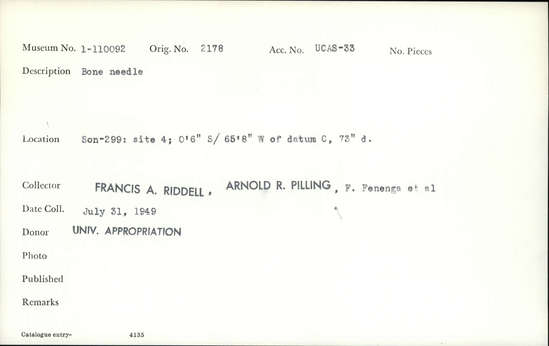 Museum No. 1-110092 Orig. No. 2178 Acc. No. UCAS-33 No. Pieces
Description Bone needle
Location Son-299: site 4; 0'6" S/ 65'8" W of datum C, 73" d.
Collector FRANCIS A. RIDDELL, ARNOLD R. PILLING, F. Fenenga et al
Date Coll. July 31, 1949
Donor UNIV. APPROPRIATION
Photo
Published
Remarks
Catalogue entry- 4135